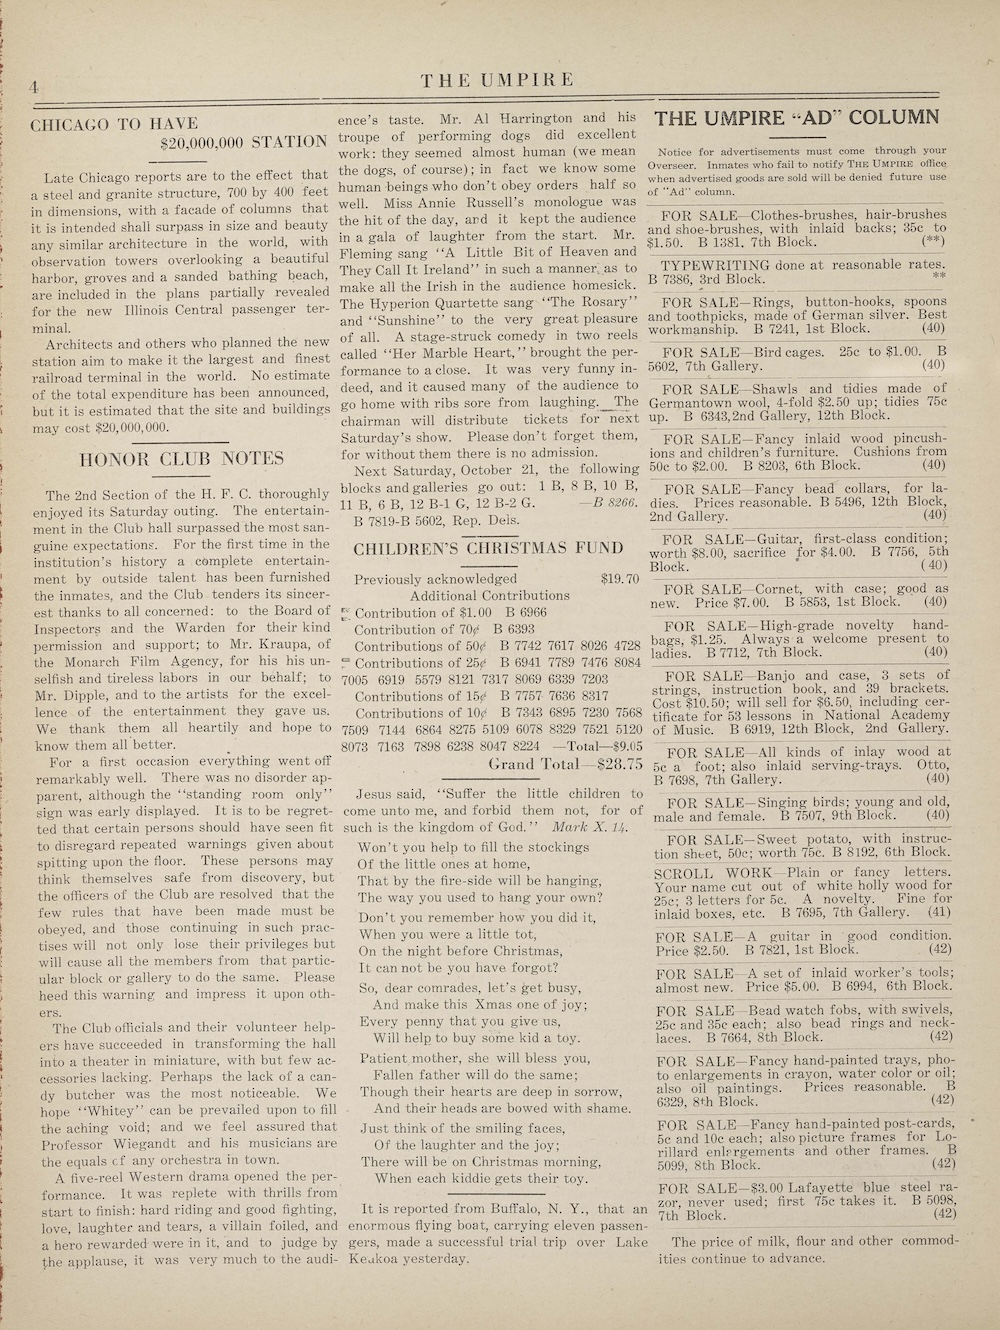 4
THE UMPIRE
CHICAGO TO HAVE
$20,000,000 STATION
Late Chicago reports are to the effect that
a steel and granite structure, 700 by 400 feet
in dimensions, with a facade of columns that
it is intended shall surpass in size and beauty
any similar architecture in the world, with
observation towers overlooking a beautiful
harbor, groves and a sanded bathing beach,
are included in the plans partially revealed
for the new Illinois Central passenger ter-
minal.
Architects and others who planned the new
station aim to make it the largest and finest
railroad terminal in the world. No estimate
of the total expenditure has been announced,
but it is estimated that the site and buildings
may cost $20,000,000.
HONOR CLUB NOTES
The 2nd Section of the H. F. C. thoroughly
enjoyed its Saturday outing. The entertain-
ment in the Club hall surpassed the most san-
guine expectations. For the first time in the
institution's history a complete entertain-
ment by outside talent has been furnished
the inmates, and the Club tenders its sincer-
est thanks to all concerned: to the Board of
Inspectors and the Warden for their kind
permission and support; to Mr. Kraupa, of
the Monarch Film Agency, for his his un-
selfish and tireless labors in our behalf; to
Mr. Dipple, and to the artists for the excel-
lence of the entertainment they gave us.
We thank them all heartily and hope to
know them all better.
For a first occasion everything went off
remarkably well. There was no disorder ap-
parent, although the "standing room only"
sign was early displayed. It is to be regret-
ted that certain persons should have seen fit
to disregard repeated warnings given about
spitting upon the floor. These persons may
think themselves safe from discovery, but
the officers of the Club are resolved that the
few rules that have been made must be
obeyed, and those continuing in such prac-
tises will not only lose their privileges but
will cause all the members from that partic-
ular block or gallery to do the same. Please
heed this warning and impress it upon oth-
ers.
The Club officials and their volunteer help-
ers have succeeded in transforming the hall
into a theater in miniature, with but few ac-
cessories lacking. Perhaps the lack of a can-
dy butcher was the most noticeable. We
hope "Whitey" can be prevailed upon to fill
the aching void; and we feel assured that
Professor Wiegandt and his musicians are
the equals of any orchestra in town.
A five-reel Western drama opened the per-
formance. It was replete with thrills from
start to finish: hard riding and good fighting,
love, laughter and tears, a villain foiled, and
a hero rewarded were in it, and to judge by
the applause, it was very much to the audi-
ence's taste. Mr. Al Harrington and his
troupe of performing dogs did excellent
work: they seemed almost human (we mean
the dogs, of course); in fact we know some
human beings who don't obey orders half so
well. Miss Annie Russell's monologue was
the hit of the day, and it kept the audience
in a gala of laughter from the start. Mr.
Fleming sang "A Little Bit of Heaven and
They Call It Ireland" in such a manner, as to
make all the Irish in the audience homesick.
The Hyperion Quartette sang "The Rosary"
and "Sunshine" to the very great pleasure
of all. A stage-struck comedy in two reels
called "Her Marble Heart," brought the per-
formance to a close. It was very funny in-
deed, and it caused many of the audience to
go home with ribs sore from laughing. The
chairman will distribute tickets for next
Saturday's show. Please don't forget them,
for without them there is no admission.
Next Saturday, October 21, the following
blocks and galleries go out: 1 B, 8 B, 10 B,
11 B, 6 B, 12 B-1 G, 12 B-2 G. —B 8266.
B 7819-B 5602, Rep. Dels.
CHILDREN'S CHRISTMAS FUND
Previously acknowledged $19.70
Additional Contributions
Contribution of $1.00 B 6966
Contribution of 70¢ B 6393
Contributions of 50¢ B 7742 7617 8026 4728
Contributions of 25¢ B 6941 7789 7476 8084
7005 6919 5579 8121 7317 8069 6339 7203
Contributions of 15¢ B 7757 7636 8317
Contributions of 10¢ B 7343 6895 7230 7568
7509 7144 6864 8275 5109 6078 8329 7521 5120
8073 7163 7898 6238 8047 8224 —Total—$9.05
Grand Total—$28.75
Jesus said, "Suffer the little children to
come unto me, and forbid them not, for of
such is the kingdom of God." Mark X. 14.
Won't you help to fill the stockings
Of the little ones at home,
That by the fire-side will be hanging,
The way you used to hang your own?
Don't you remember how you did it,
When you were a little tot,
On the night before Christmas,
It can not be you have forgot?
So, dear comrades, let's get busy,
And make this Xmas one of joy;
Every penny that you give us,
Will help to buy some kid a toy.
Patient mother, she will bless you,
Fallen father will do the same;
Though their hearts are deep in sorrow,
And their heads are bowed with shame.
Just think of the smiling faces,
Of the laughter and the joy;
There will be on Christmas morning,
When each kiddie gets their toy.
It is reported from Buffalo, N. Y., that an
enormous flying boat, carrying eleven passen-
gers, made a successful trial trip over Lake
Keukoa yesterday.
THE UMPIRE "AD" COLUMN
Notice for advertisements must come through your
Overseer. Inmates who fail to notify THE UMPIRE office
when advertised goods are sold will be denied future use
of "Ad" column.
FOR SALE—Clothes-brushes, hair-brushes
and shoe-brushes, with inlaid backs; 35c to
$1.50. B 1381, 7th Block. (**)
TYPEWRITING done at reasonable rates.
B 7386, 3rd Block. **
FOR SALE—Rings, button-hooks, spoons
and toothpicks, made of German silver. Best
workmanship. B 7241, 1st Block. (40)
FOR SALE—Bird cages. 25c to $1.00. B
5602, 7th Gallery. (40)
FOR SALE—Shawls and tidies made of
Germantown wool, 4-fold $2.50 up; tidies 75c
up. B 6343, 2nd Gallery, 12th Block.
FOR SALE—Fancy inlaid wood pincush-
ions and children's furniture. Cushions from
50c to $2.00. B 8203, 6th Block. (40)
FOR SALE—Fancy bead collars, for la-
dies. Prices reasonable. B 5496, 12th Block,
2nd Gallery. (40)
FOR SALE—Guitar, first-class condition;
worth $8.00, sacrifice for $4.00. B 7756, 5th
Block. (40)
FOR SALE—Cornet, with case; good as
new. Price $7.00. B 5853, 1st Block. (40)
FOR SALE—High-grade novelty hand-
bags, $1.25. Always a welcome present to
ladies. B 7712, 7th Block. (40)
FOR SALE—Banjo and case, 3 sets of
strings, instruction book, and 39 brackets.
Cost $10.50; will sell for $6.50, including cer-
tificate for 53 lessons in National Academy
of Music. B 6919, 12th Block, 2nd Gallery.
FOR SALE—All kinds of inlay wood at
5c a foot; also inlaid serving-trays. Otto,
B 7698, 7th Gallery. (40)
FOR SALE—Singing birds; young and old,
male and female. B 7507, 9th Block. (40)
FOR SALE—Sweet potato, with instruc-
tion sheet, 50c; worth 75c. B 8192, 6th Block.
SCROLL WORK—Plain or fancy letters.
Your name cut out of white holly wood for
25c; 3 letters for 5c. A novelty. Fine for
inlaid boxes, etc. B 7695, 7th Gallery. (41)
FOR SALE—A guitar in good condition.
Price $2.50. B 7821, 1st Block. (42)
FOR SALE—A set of inlaid worker's tools;
almost new. Price $5.00. B 6994, 6th Block.
FOR SALE—Bead watch fobs, with swivels,
25c and 35c each; also bead rings and neck-
laces. B 7664, 8th Block. (42)
FOR SALE—Fancy hand-painted trays, pho-
to enlargements in crayon, water color or oil;
also oil paintings. Prices reasonable. B
6329, 8th Block. (42)
FOR SALE—Fancy hand-painted post-cards,
5c and 10c each; also picture frames for Lo-
rillard enlargements and other frames. B
5099, 8th Block. (42)
FOR SALE—$3.00 Lafayette blue steel ra-
zor, never used; first 75c takes it. B 5098,
7th Block. (42)
The price of milk, flour and other commod-
ities continue to advance.